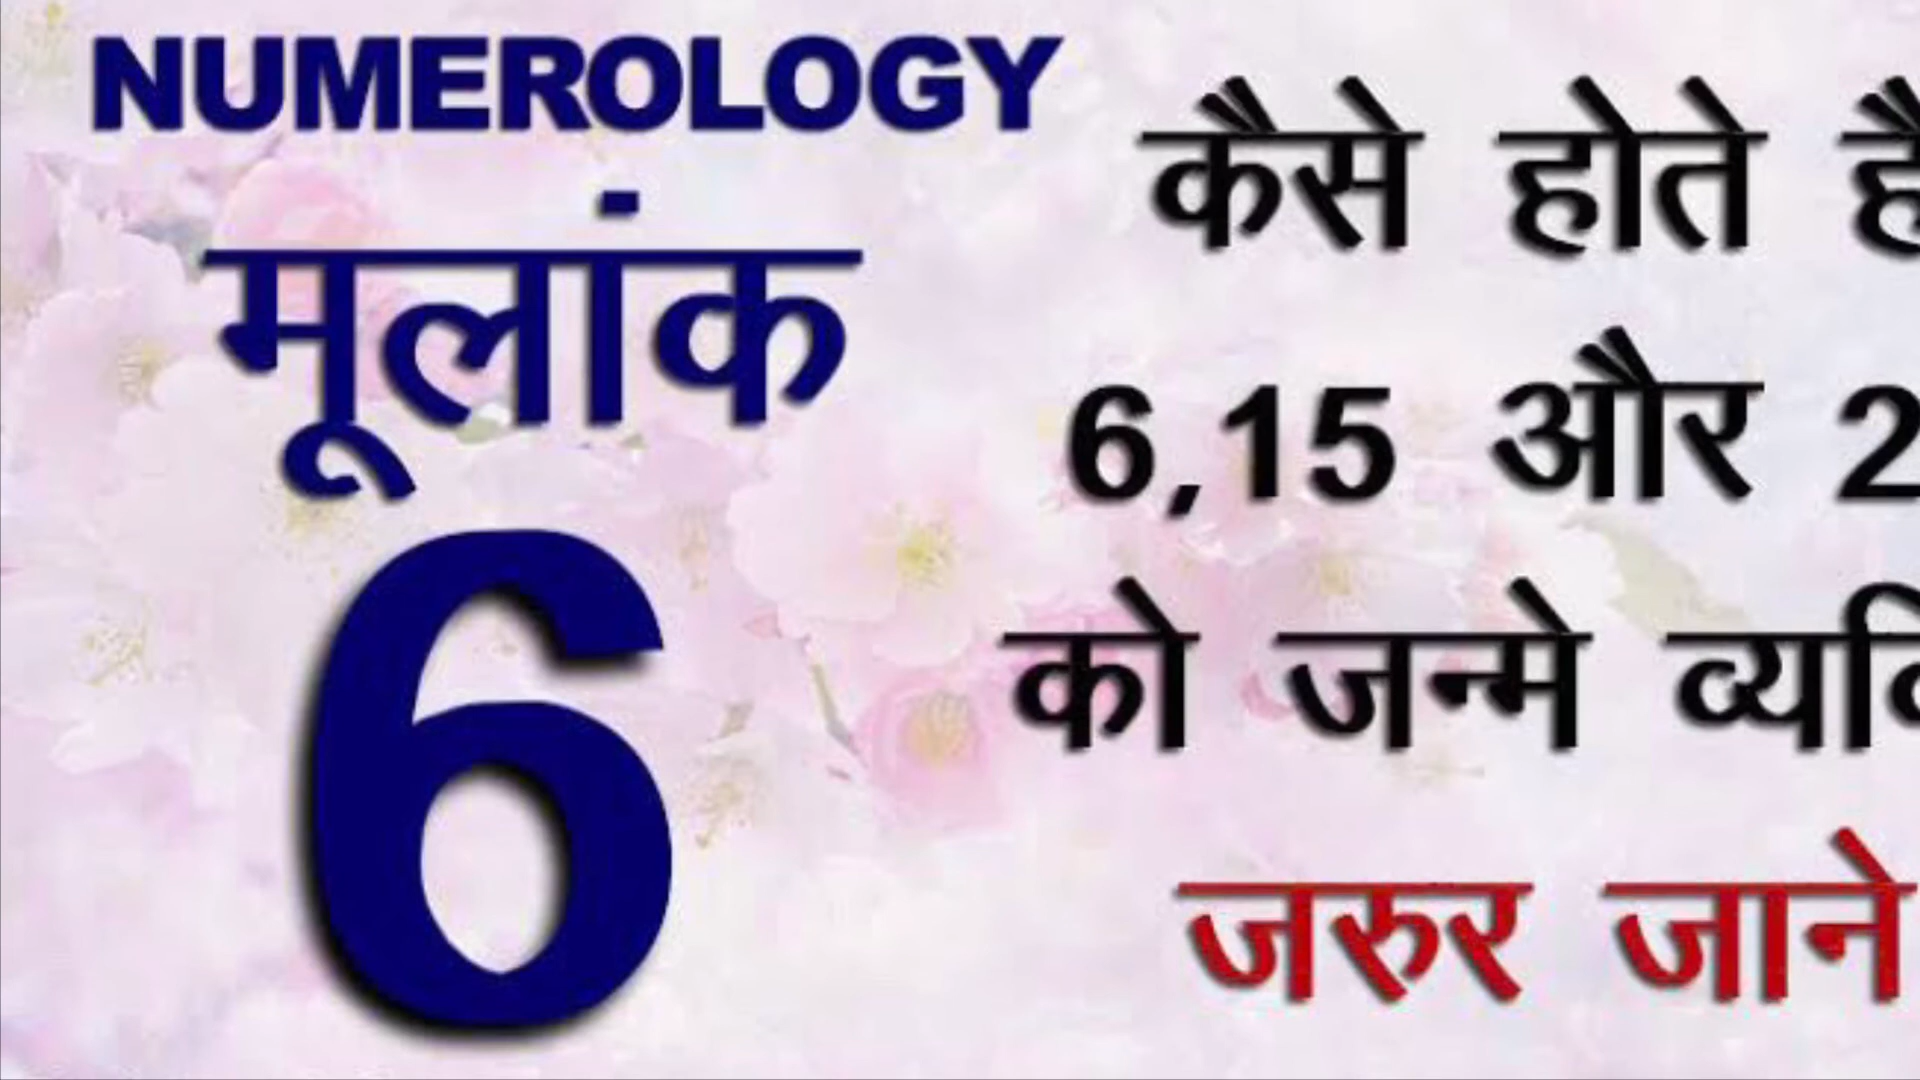 NUMEROLOGY
मूलांक
6
कैसे होते
6,15 और
को जन्मे
जरुर जाने